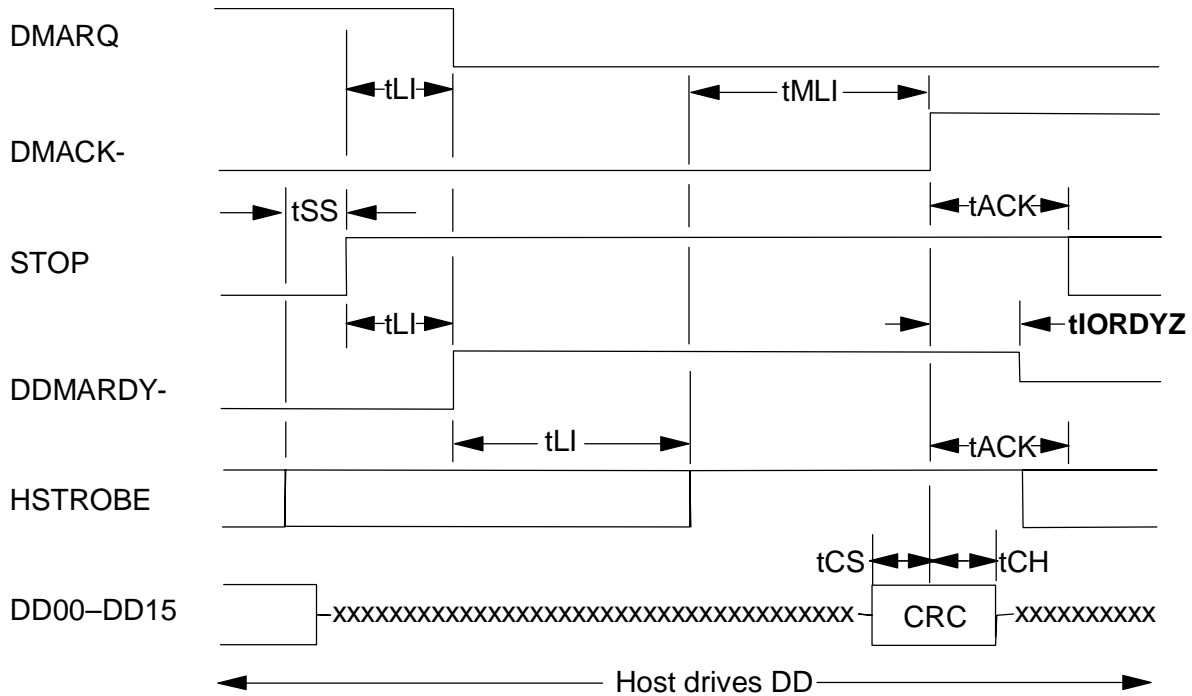 DMARQ
tLI
tMLI
DMACK-
tSS
tACK
STOP
tLI
tIORDYZ
DDMARDY-
tLI
tACK
HSTROBE
tCS
tCH
DD00–DD15
xxxxxxxxxxxxxxxxxxxxxxxxxxxxxxxxxxxxx
CRC
xxxxxxxxxx
Host drives DD